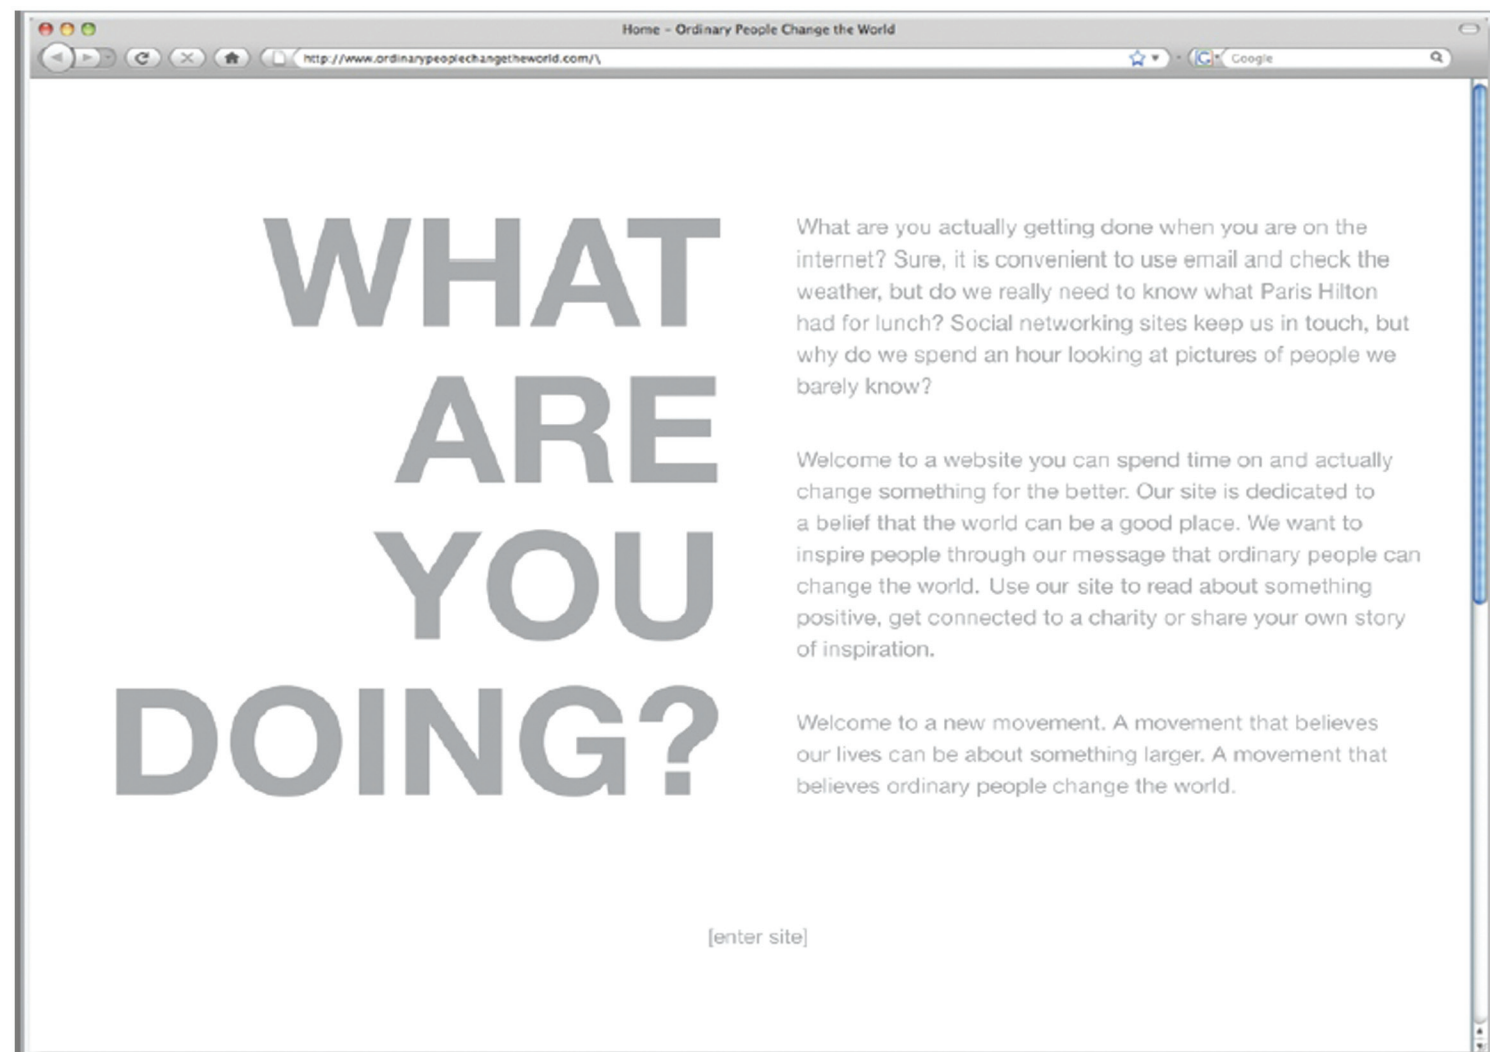 Home – Ordinary People Change the World
http://www.ordinarypeoplechangetheworld.com/\
Google
WHAT
ARE
YOU
DOING?
What are you actually getting done when you are on the
internet? Sure, it is convenient to use email and check the
weather, but do we really need to know what Paris Hilton
had for lunch? Social networking sites keep us in touch, but
why do we spend an hour looking at pictures of people we
barely know?
Welcome to a website you can spend time on and actually
change something for the better. Our site is dedicated to
a belief that the world can be a good place. We want to
inspire people through our message that ordinary people can
change the world. Use our site to read about something
positive, get connected to a charity or share your own story
of inspiration.
Welcome to a new movement. A movement that believes
our lives can be about something larger. A movement that
believes ordinary people change the world.
[enter site]